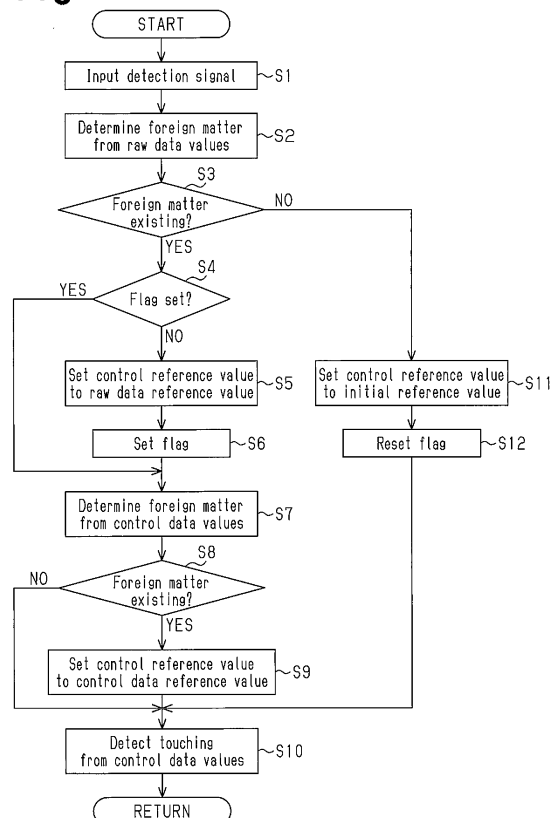 START
Input detection signal
S1
Determine foreign matter
from raw data values
S2
S3
Foreign matter
existing?
NO
YES
S4
YES
Flag set?
NO
Set control reference value
to raw data reference value
S5
Set control reference value
to initial reference value
S11
Set flag
S6
Reset flag
S12
Determine foreign matter
from control data values
S7
S8
NO
Foreign matter
existing?
YES
Set control reference value
to control data reference value
S9
Detect touching
from control data values
S10
RETURN